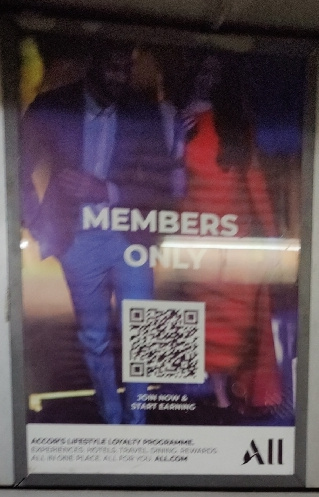 MEMBERS
ONLY
JOIN NOW &
START EARNING
ACCOR'S LIFESTYLE LOYALTY PROGRAMME.
EXPERIENCES. HOTELS. TRAVEL. DINING. REWARDS.
ALL IN ONE PLACE. ALL FOR YOU. ALL.COM
ALL